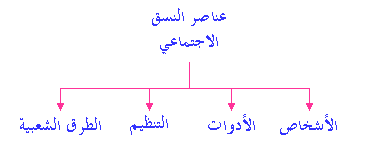 عناصر النسق
الاجتماعي
الأشخاص الأدوات التنظيم الطرق الشعبية